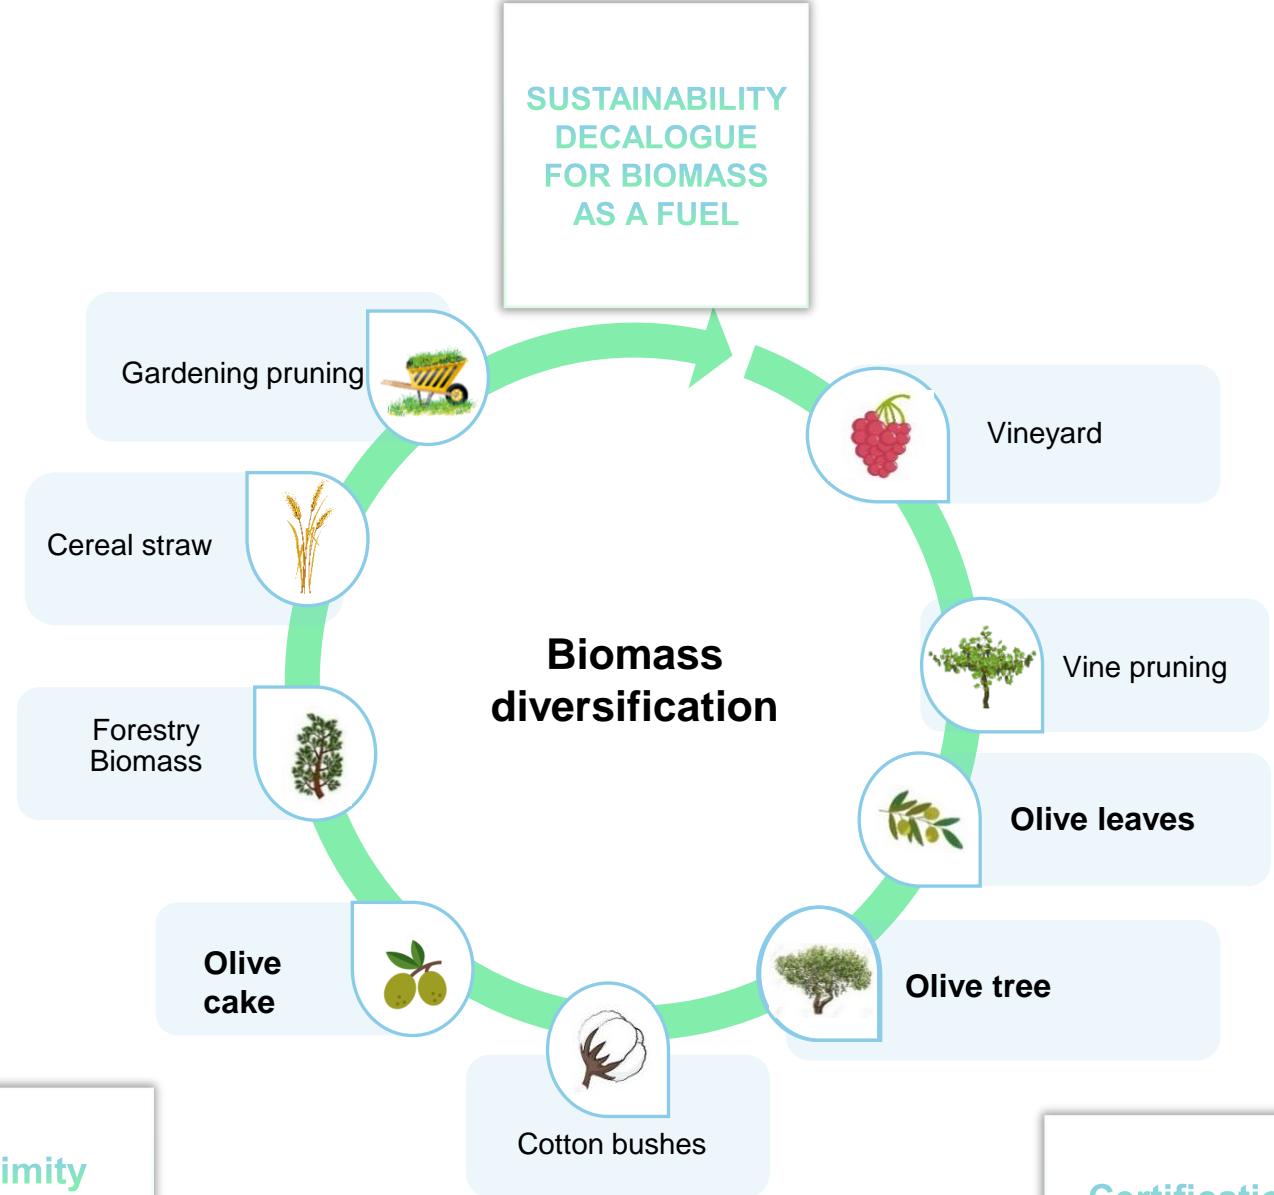 SUSTAINABILITY
DECALOGUE
FOR BIOMASS
AS A FUEL
Gardening pruning
Vineyard
Cereal straw
Biomass
diversification
Vine pruning
Forestry
Biomass
Olive leaves
Olive
cake
Olive tree
Cotton bushes